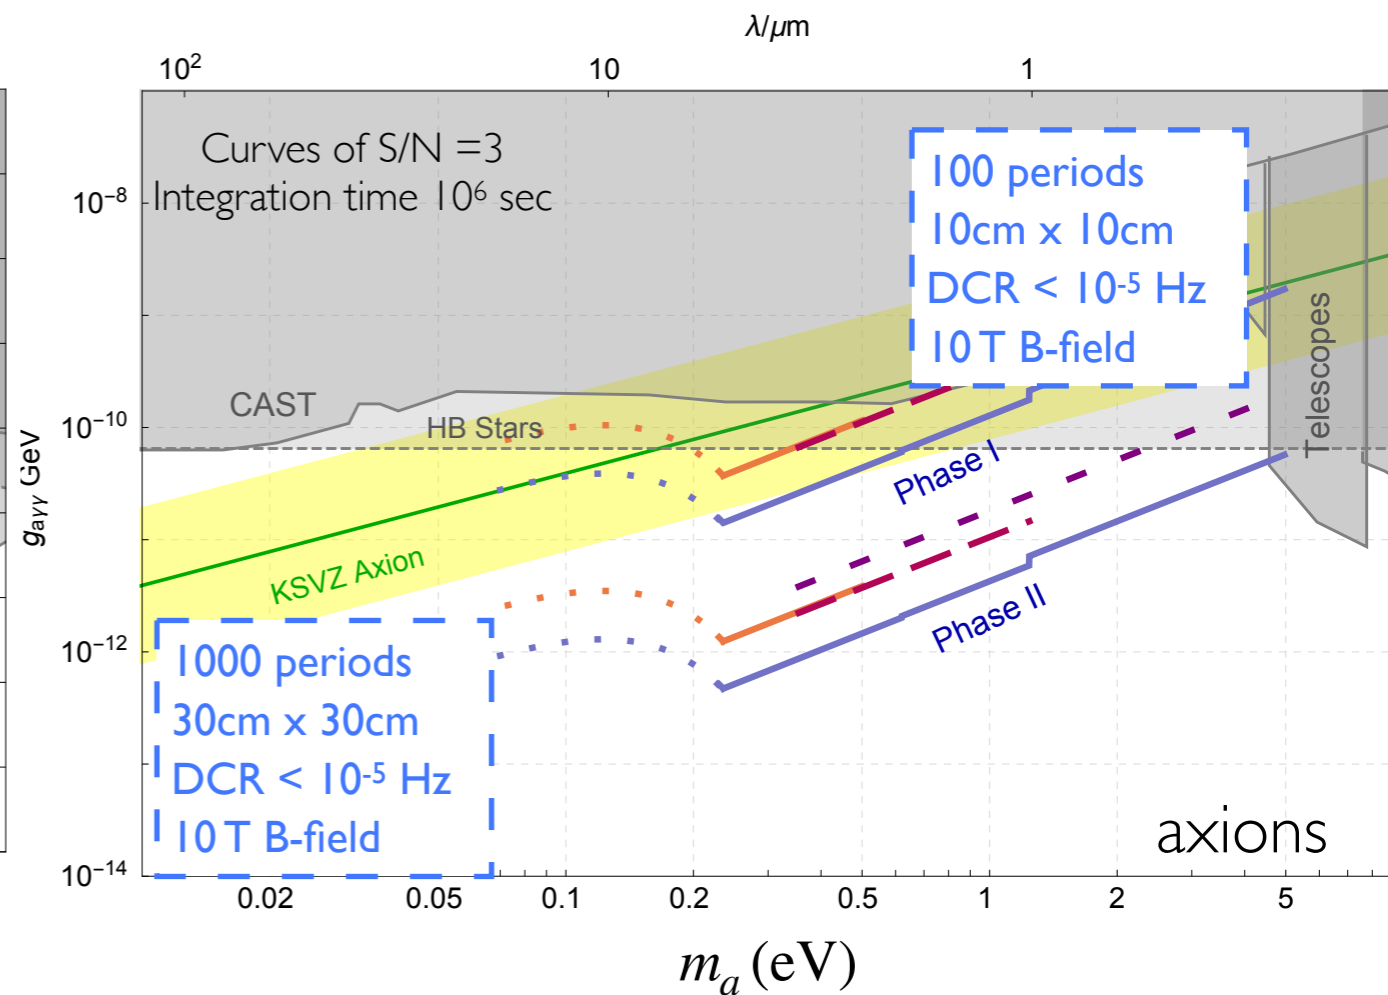 λ/μm
10² 10 1
Curves of S/N =3
Integration time 10⁶ sec
100 periods
10cm x 10cm
DCR < 10⁻⁵ Hz
10 T B-field
10⁻⁸
10⁻¹⁰
10⁻¹²
10⁻¹⁴
gₐᵧᵧ GeV
CAST
HB Stars
KSVZ Axion
Phase I
Phase II
Telescopes
1000 periods
30cm x 30cm
DCR < 10⁻⁵ Hz
10 T B-field
axions
0.02 0.05 0.1 0.2 0.5 1 2 5
mₐ (eV)